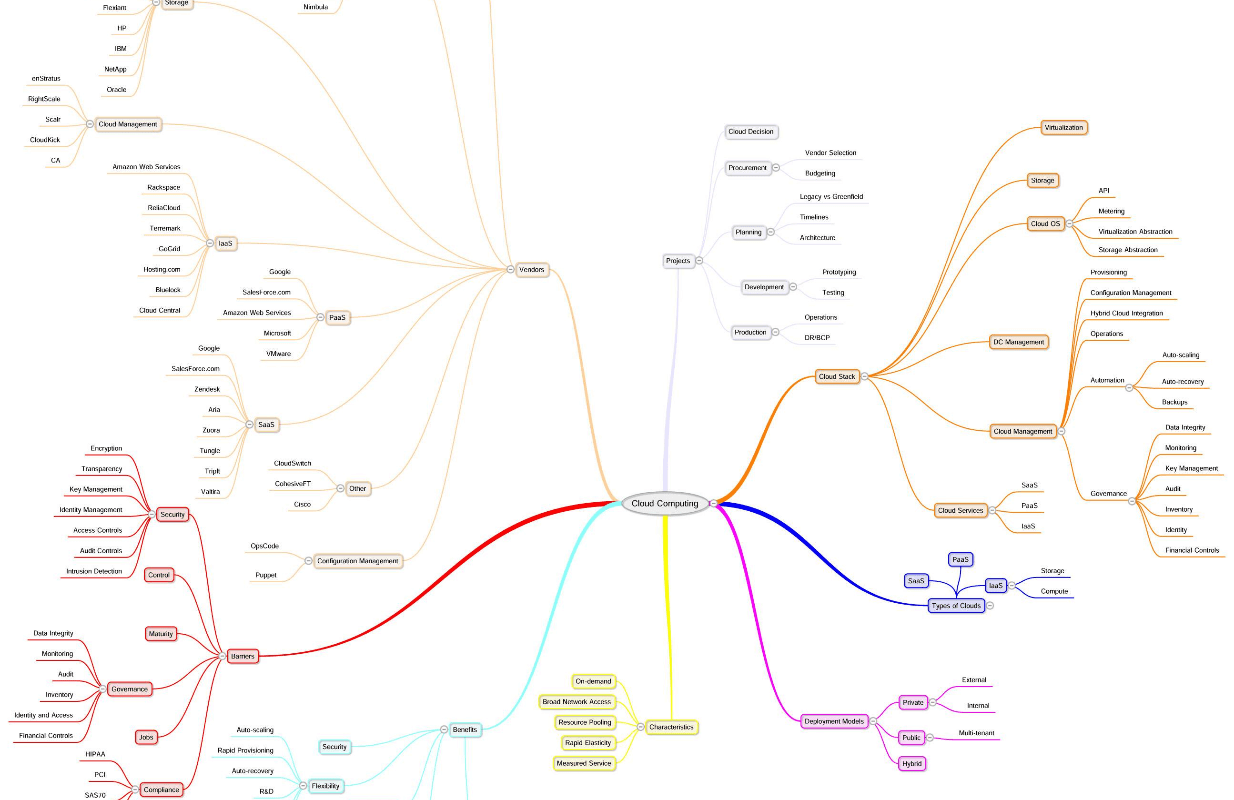 Storage
Flexiant
HP
IBM
NetApp
Oracle
Nimbula
Cloud Management
enStratus
RightScale
Scalr
CloudKick
CA
IaaS
Amazon Web Services
Rackspace
ReliaCloud
Terremark
GoGrid
Hosting.com
Bluelock
Cloud Central
Vendors
PaaS
Google
SalesForce.com
Amazon Web Services
Microsoft
VMware
SaaS
Google
SalesForce.com
Zendesk
Aria
Zuora
Tungle
TripIt
Valtira
Other
CloudSwitch
CohesiveFT
Cisco
Configuration Management
OpsCode
Puppet
Projects
Cloud Decision
Procurement
Vendor Selection
Budgeting
Planning
Legacy vs Greenfield
Timelines
Architecture
Development
Prototyping
Testing
Production
Operations
DR/BCP
Cloud Stack
Virtualization
Storage
Cloud OS
API
Metering
Virtualization Abstraction
Storage Abstraction
DC Management
Cloud Management
Provisioning
Configuration Management
Hybrid Cloud Integration
Operations
Automation
Auto-scaling
Auto-recovery
Backups
Governance
Data Integrity
Monitoring
Key Management
Audit
Inventory
Identity
Financial Controls
Cloud Services
SaaS
PaaS
IaaS
Cloud Computing
Types of Clouds
SaaS
PaaS
IaaS
Storage
Compute
Deployment Models
Private
External
Internal
Public
Multi-tenant
Hybrid
Characteristics
On-demand
Broad Network Access
Resource Pooling
Rapid Elasticity
Measured Service
Benefits
Security
Flexibility
Auto-scaling
Rapid Provisioning
Auto-recovery
R&D
Barriers
Security
Encryption
Transparency
Key Management
Identity Management
Access Controls
Audit Controls
Intrusion Detection
Control
Maturity
Governance
Data Integrity
Monitoring
Audit
Inventory
Identity and Access
Financial Controls
Jobs
Compliance
HIPAA
PCI
SAS70